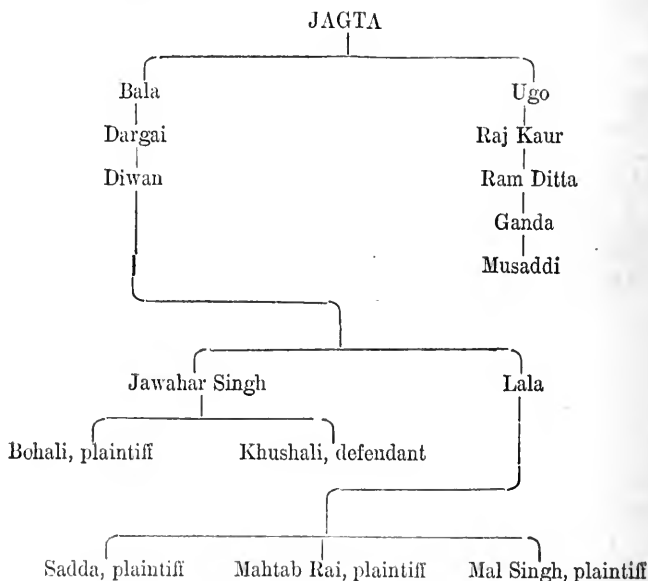 JAGTA
Bala Ugo
Dargai Raj Kaur
Diwan Ram Ditta
Ganda
Musaddi
Jawahar Singh Lala
Bohali, plaintiff Khushali, defendant
Sadda, plaintiff Mahtab Rai, plaintiff Mal Singh, plaintiff